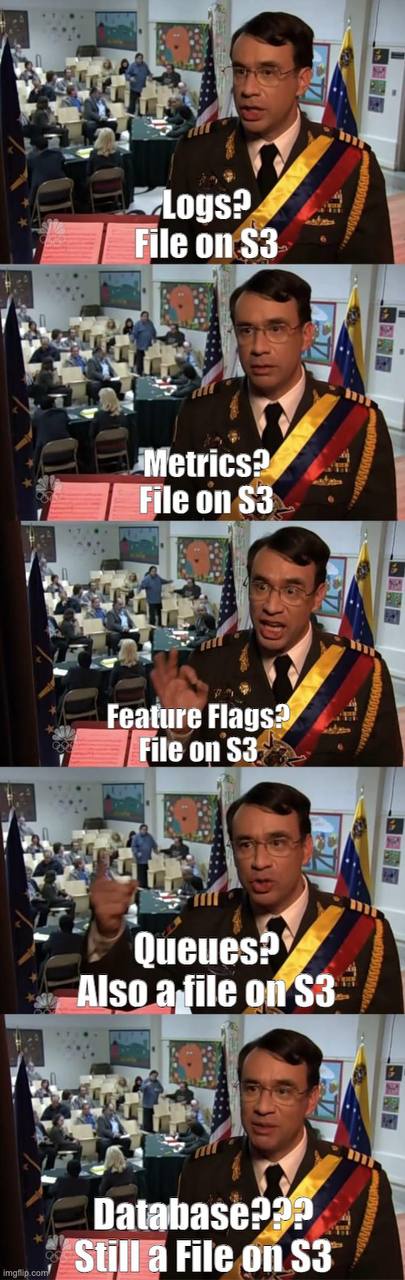 Logs?
File on S3
Metrics?
File on S3
Feature Flags?
File on S3
Queues?
Also a file on S3
Database???
Still a File on S3
imgflip.com